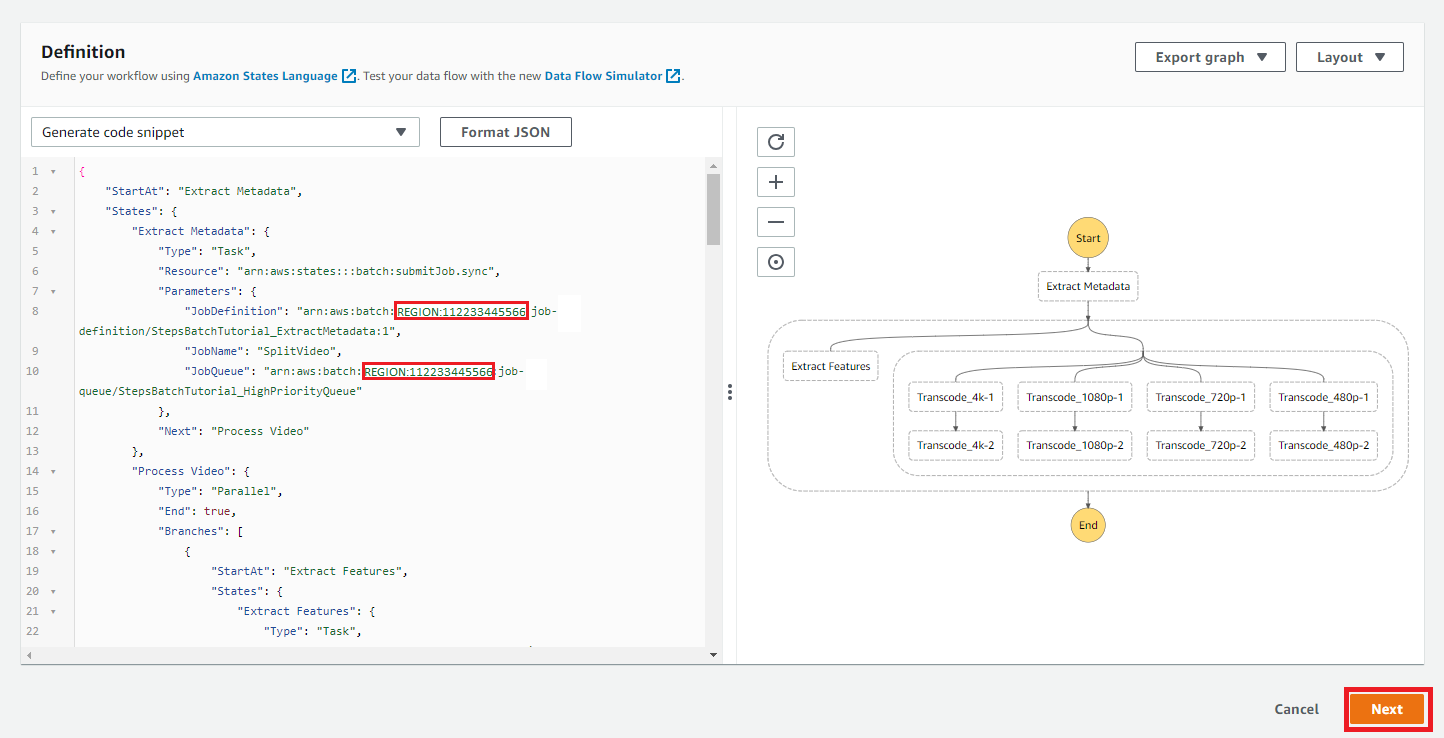 Definition
Define your workflow using Amazon States Language. Test your data flow with the new Data Flow Simulator.
Export graph
Layout
Generate code snippet
Format JSON
1 {
2 "StartAt": "Extract Metadata",
3 "States": {
4 "Extract Metadata": {
5 "Type": "Task",
6 "Resource": "arn:aws:states:::batch:submitJob.sync",
7 "Parameters": {
8 "JobDefinition": "arn:aws:batch:REGION:112233445566:job-
definition/StepsBatchTutorial_ExtractMetadata:1",
9 "JobName": "SplitVideo",
10 "JobQueue": "arn:aws:batch:REGION:112233445566:job-
queue/StepsBatchTutorial_HighPriorityQueue"
11 },
12 "Next": "Process Video"
13 },
14 "Process Video": {
15 "Type": "Parallel",
16 "End": true,
17 "Branches": [
18 {
19 "StartAt": "Extract Features",
20 "States": {
21 "Extract Features": {
22 "Type": "Task",
Start
Extract Metadata
Extract Features
Transcode_4k-1 Transcode_1080p-1 Transcode_720p-1 Transcode_480p-1
Transcode_4k-2 Transcode_1080p-2 Transcode_720p-2 Transcode_480p-2
End
Cancel
Next